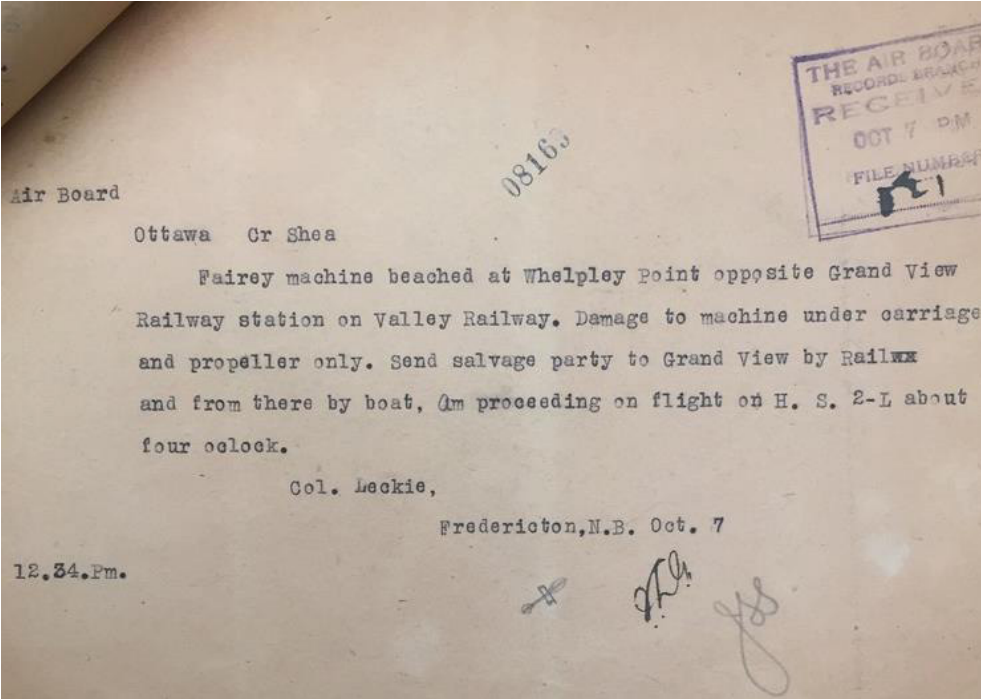 THE AIR BOAR
RECORDS BRANCH
RECEIVE
OCT 7 PM
FILE NUMBER
08163
Air Board
Ottawa Cr Shea
Fairey machine beached at Whelpley Point opposite Grand View
Railway station on Valley Railway. Damage to machine under carriage
and propeller only. Send salvage party to Grand View by Railwx
and from there by boat, Am proceeding on flight on H. S. 2-L about
four oclock.
Col. Leckie,
Fredericton,N.B. Oct. 7
12.34.Pm.